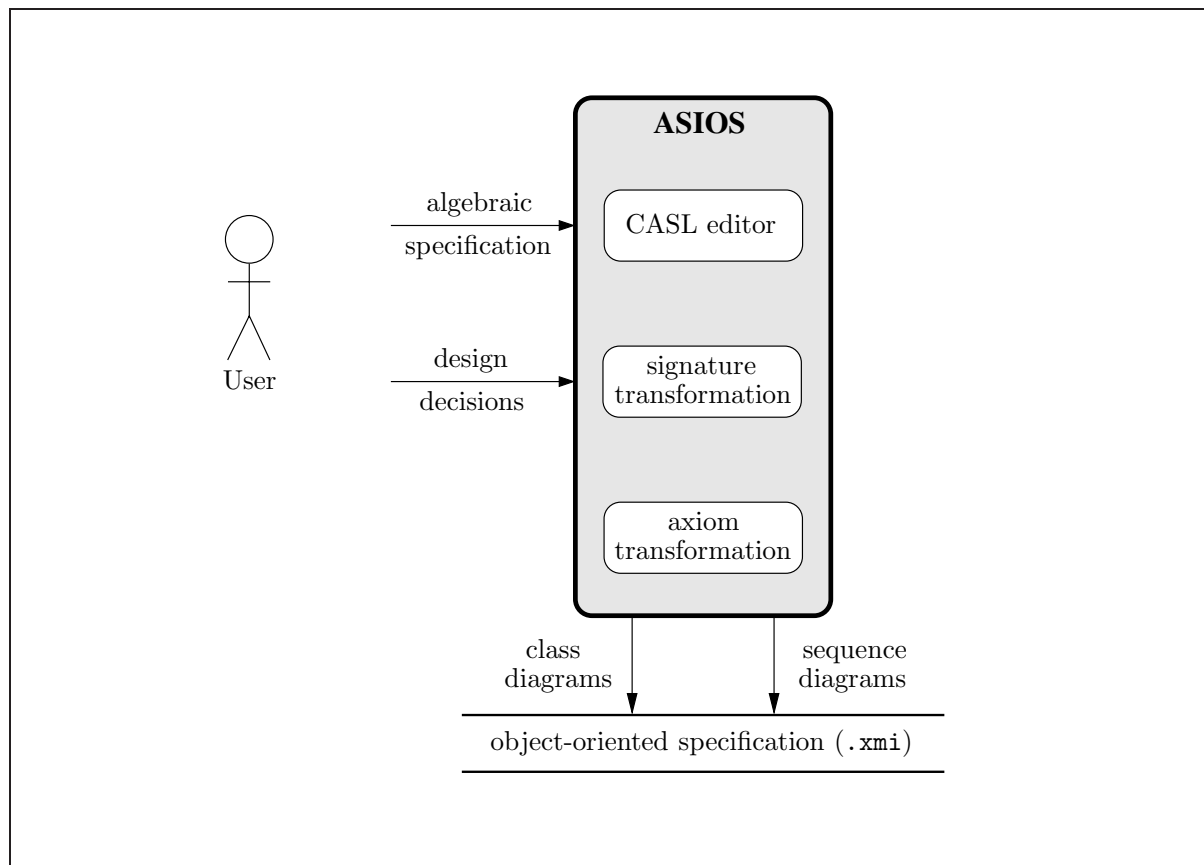 ASIOS
algebraic
specification
CASL editor
User
design
decisions
signature
transformation
axiom
transformation
class
diagrams
sequence
diagrams
object-oriented specification (.xmi)